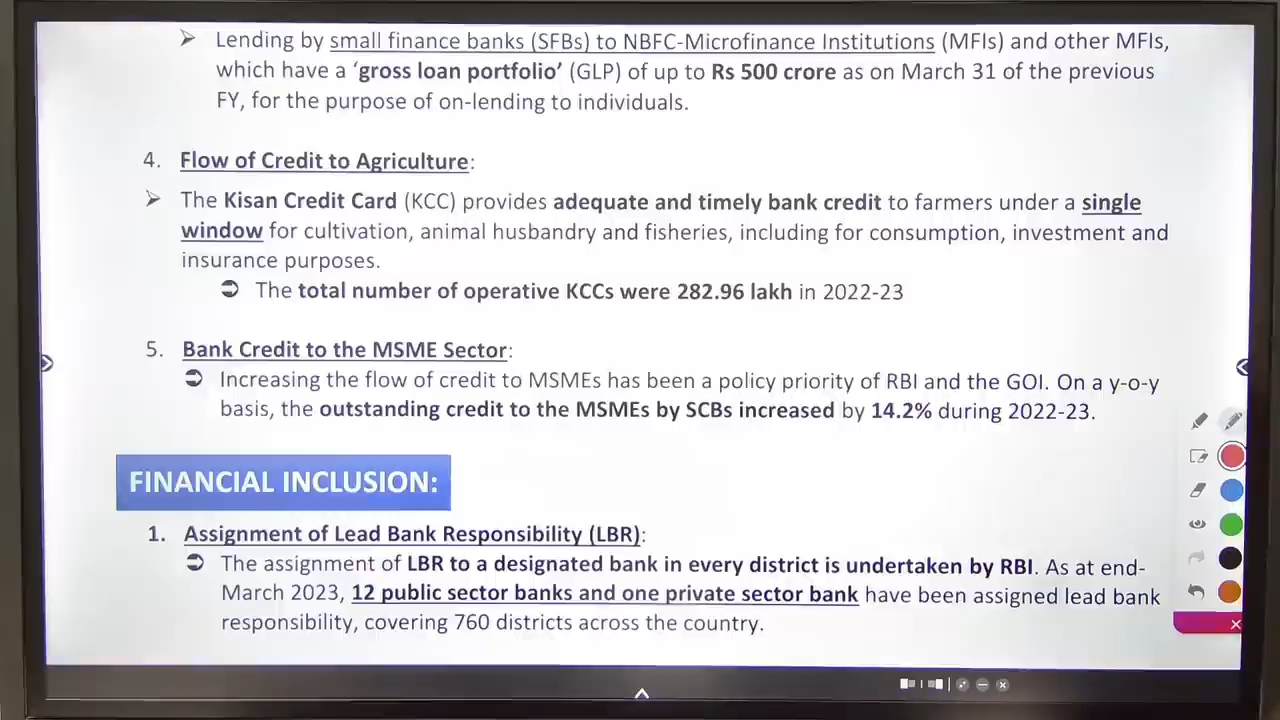 Lending by small finance banks (SFBs) to NBFC-Microfinance Institutions (MFIs) and other MFIs,
which have a ‘gross loan portfolio’ (GLP) of up to Rs 500 crore as on March 31 of the previous
FY, for the purpose of on-lending to individuals.
4. Flow of Credit to Agriculture:
The Kisan Credit Card (KCC) provides adequate and timely bank credit to farmers under a single
window for cultivation, animal husbandry and fisheries, including for consumption, investment and
insurance purposes.
The total number of operative KCCs were 282.96 lakh in 2022-23
5. Bank Credit to the MSME Sector:
Increasing the flow of credit to MSMEs has been a policy priority of RBI and the GOI. On a y-o-y
basis, the outstanding credit to the MSMEs by SCBs increased by 14.2% during 2022-23.
FINANCIAL INCLUSION:
1. Assignment of Lead Bank Responsibility (LBR):
The assignment of LBR to a designated bank in every district is undertaken by RBI. As at end-
March 2023, 12 public sector banks and one private sector bank have been assigned lead bank
responsibility, covering 760 districts across the country.